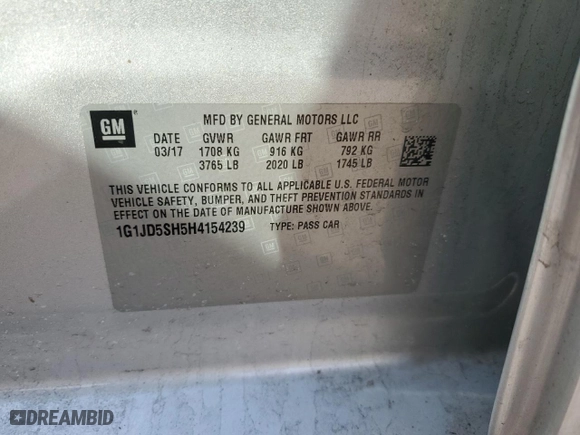 GM
MFD BY GENERAL MOTORS LLC
DATE GVWR GAWR FRT GAWR RR
03/17 1708 KG 916 KG 792 KG
3765 LB 2020 LB 1745 LB
THIS VEHICLE CONFORMS TO ALL APPLICABLE U.S. FEDERAL MOTOR
VEHICLE SAFETY, BUMPER, AND THEFT PREVENTION STANDARDS IN
EFFECT ON THE DATE OF MANUFACTURE SHOWN ABOVE.
1G1JD5SH5H4154239 TYPE: PASS CAR
DREAMBID